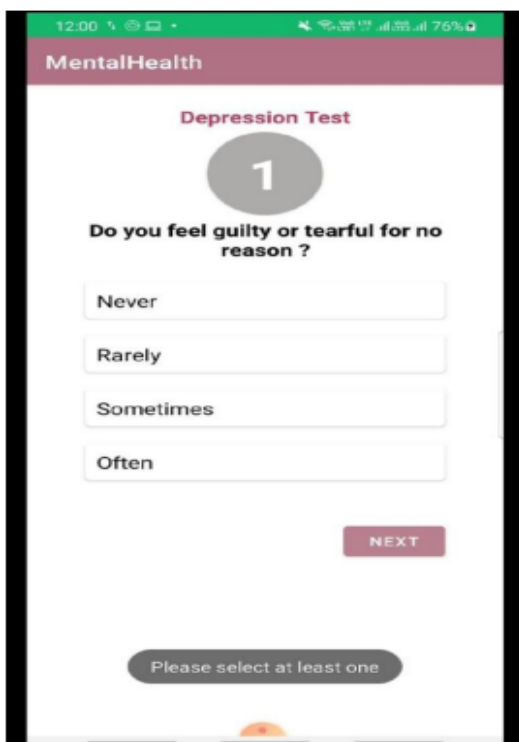 12:00
76%
MentalHealth
Depression Test
1
Do you feel guilty or tearful for no
reason ?
Never
Rarely
Sometimes
Often
NEXT
Please select at least one